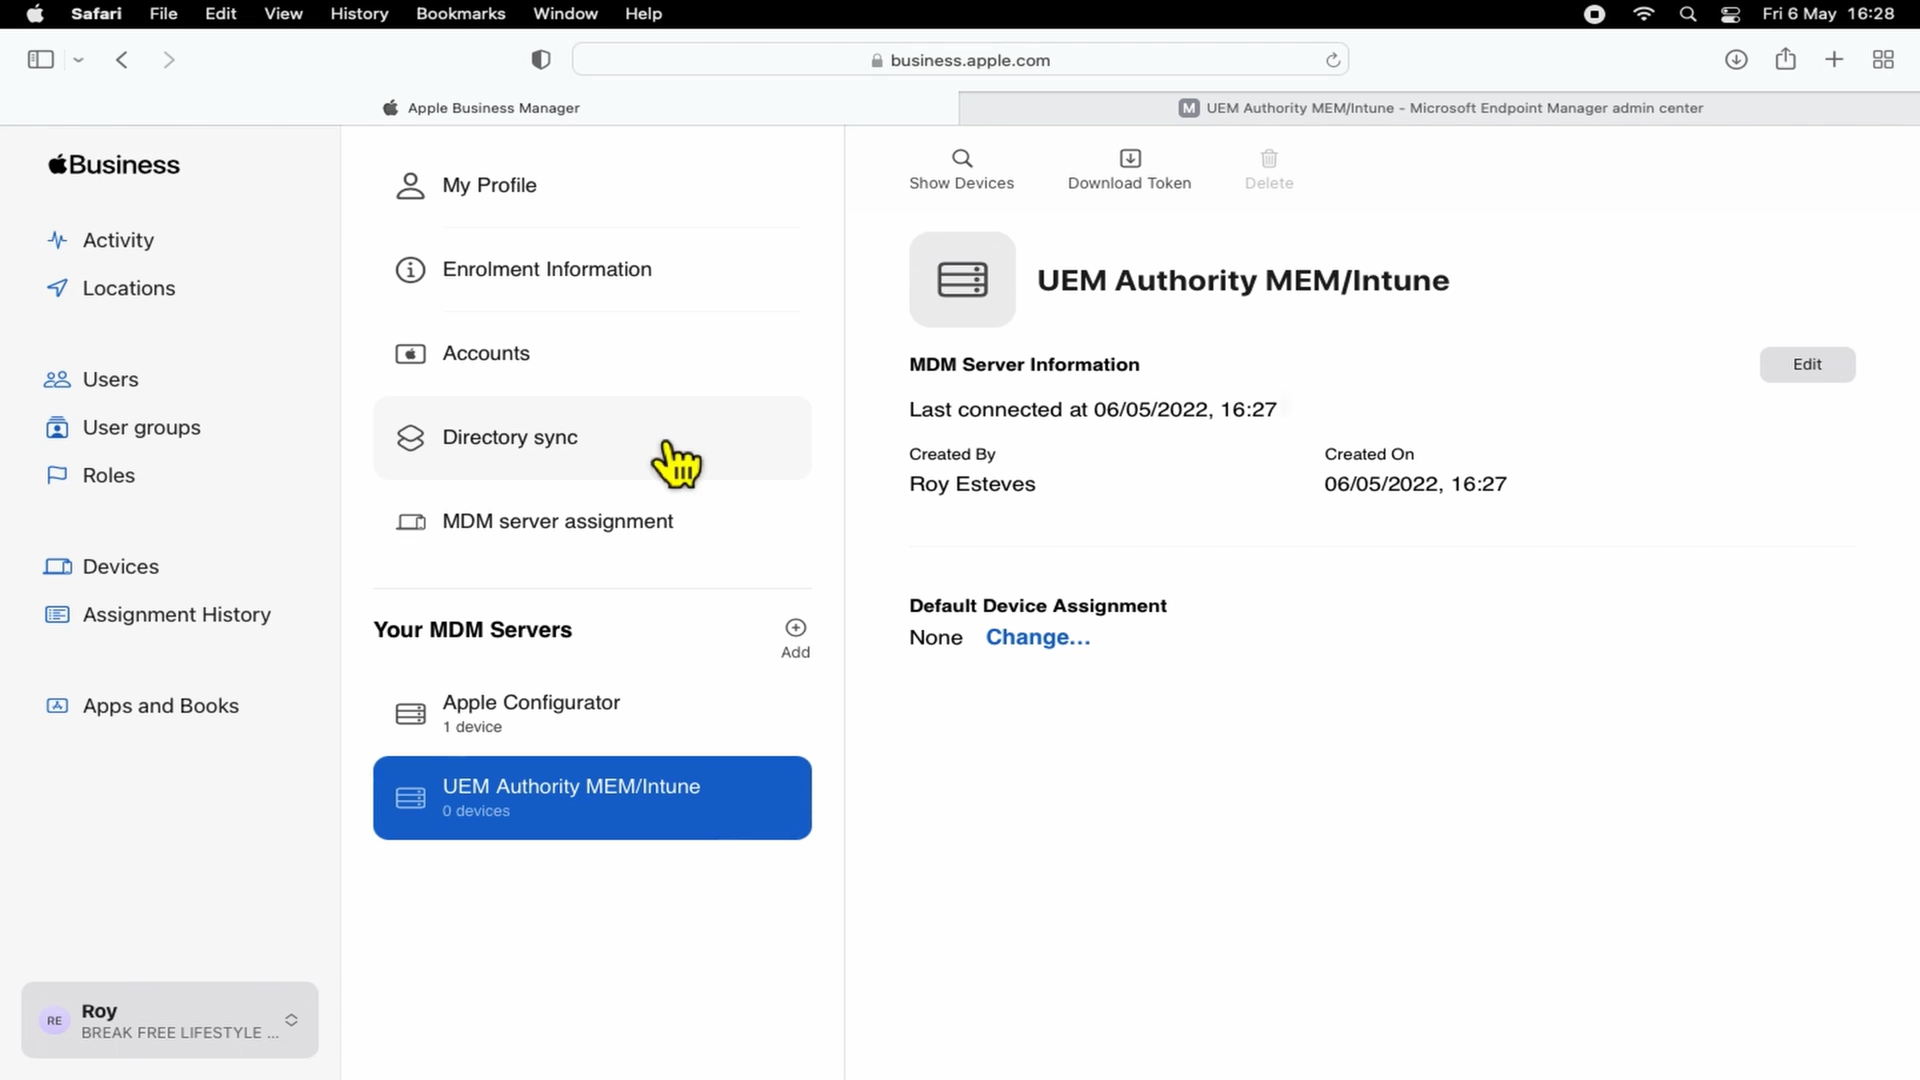 Safari File Edit View History Bookmarks Window Help Fri 6 May 16:28
business.apple.com
Apple Business Manager
M UEM Authority MEM/Intune - Microsoft Endpoint Manager admin center
Business
Activity
Locations
Users
User groups
Roles
Devices
Assignment History
Apps and Books
RE
Roy
BREAK FREE LIFESTYLE ...
My Profile
Enrolment Information
Accounts
Directory sync
MDM server assignment
Your MDM Servers
Add
Apple Configurator
1 device
UEM Authority MEM/Intune
0 devices
Show Devices
Download Token
Delete
UEM Authority MEM/Intune
MDM Server Information
Edit
Last connected at 06/05/2022, 16:27
Created By
Roy Esteves
Created On
06/05/2022, 16:27
Default Device Assignment
None Change...